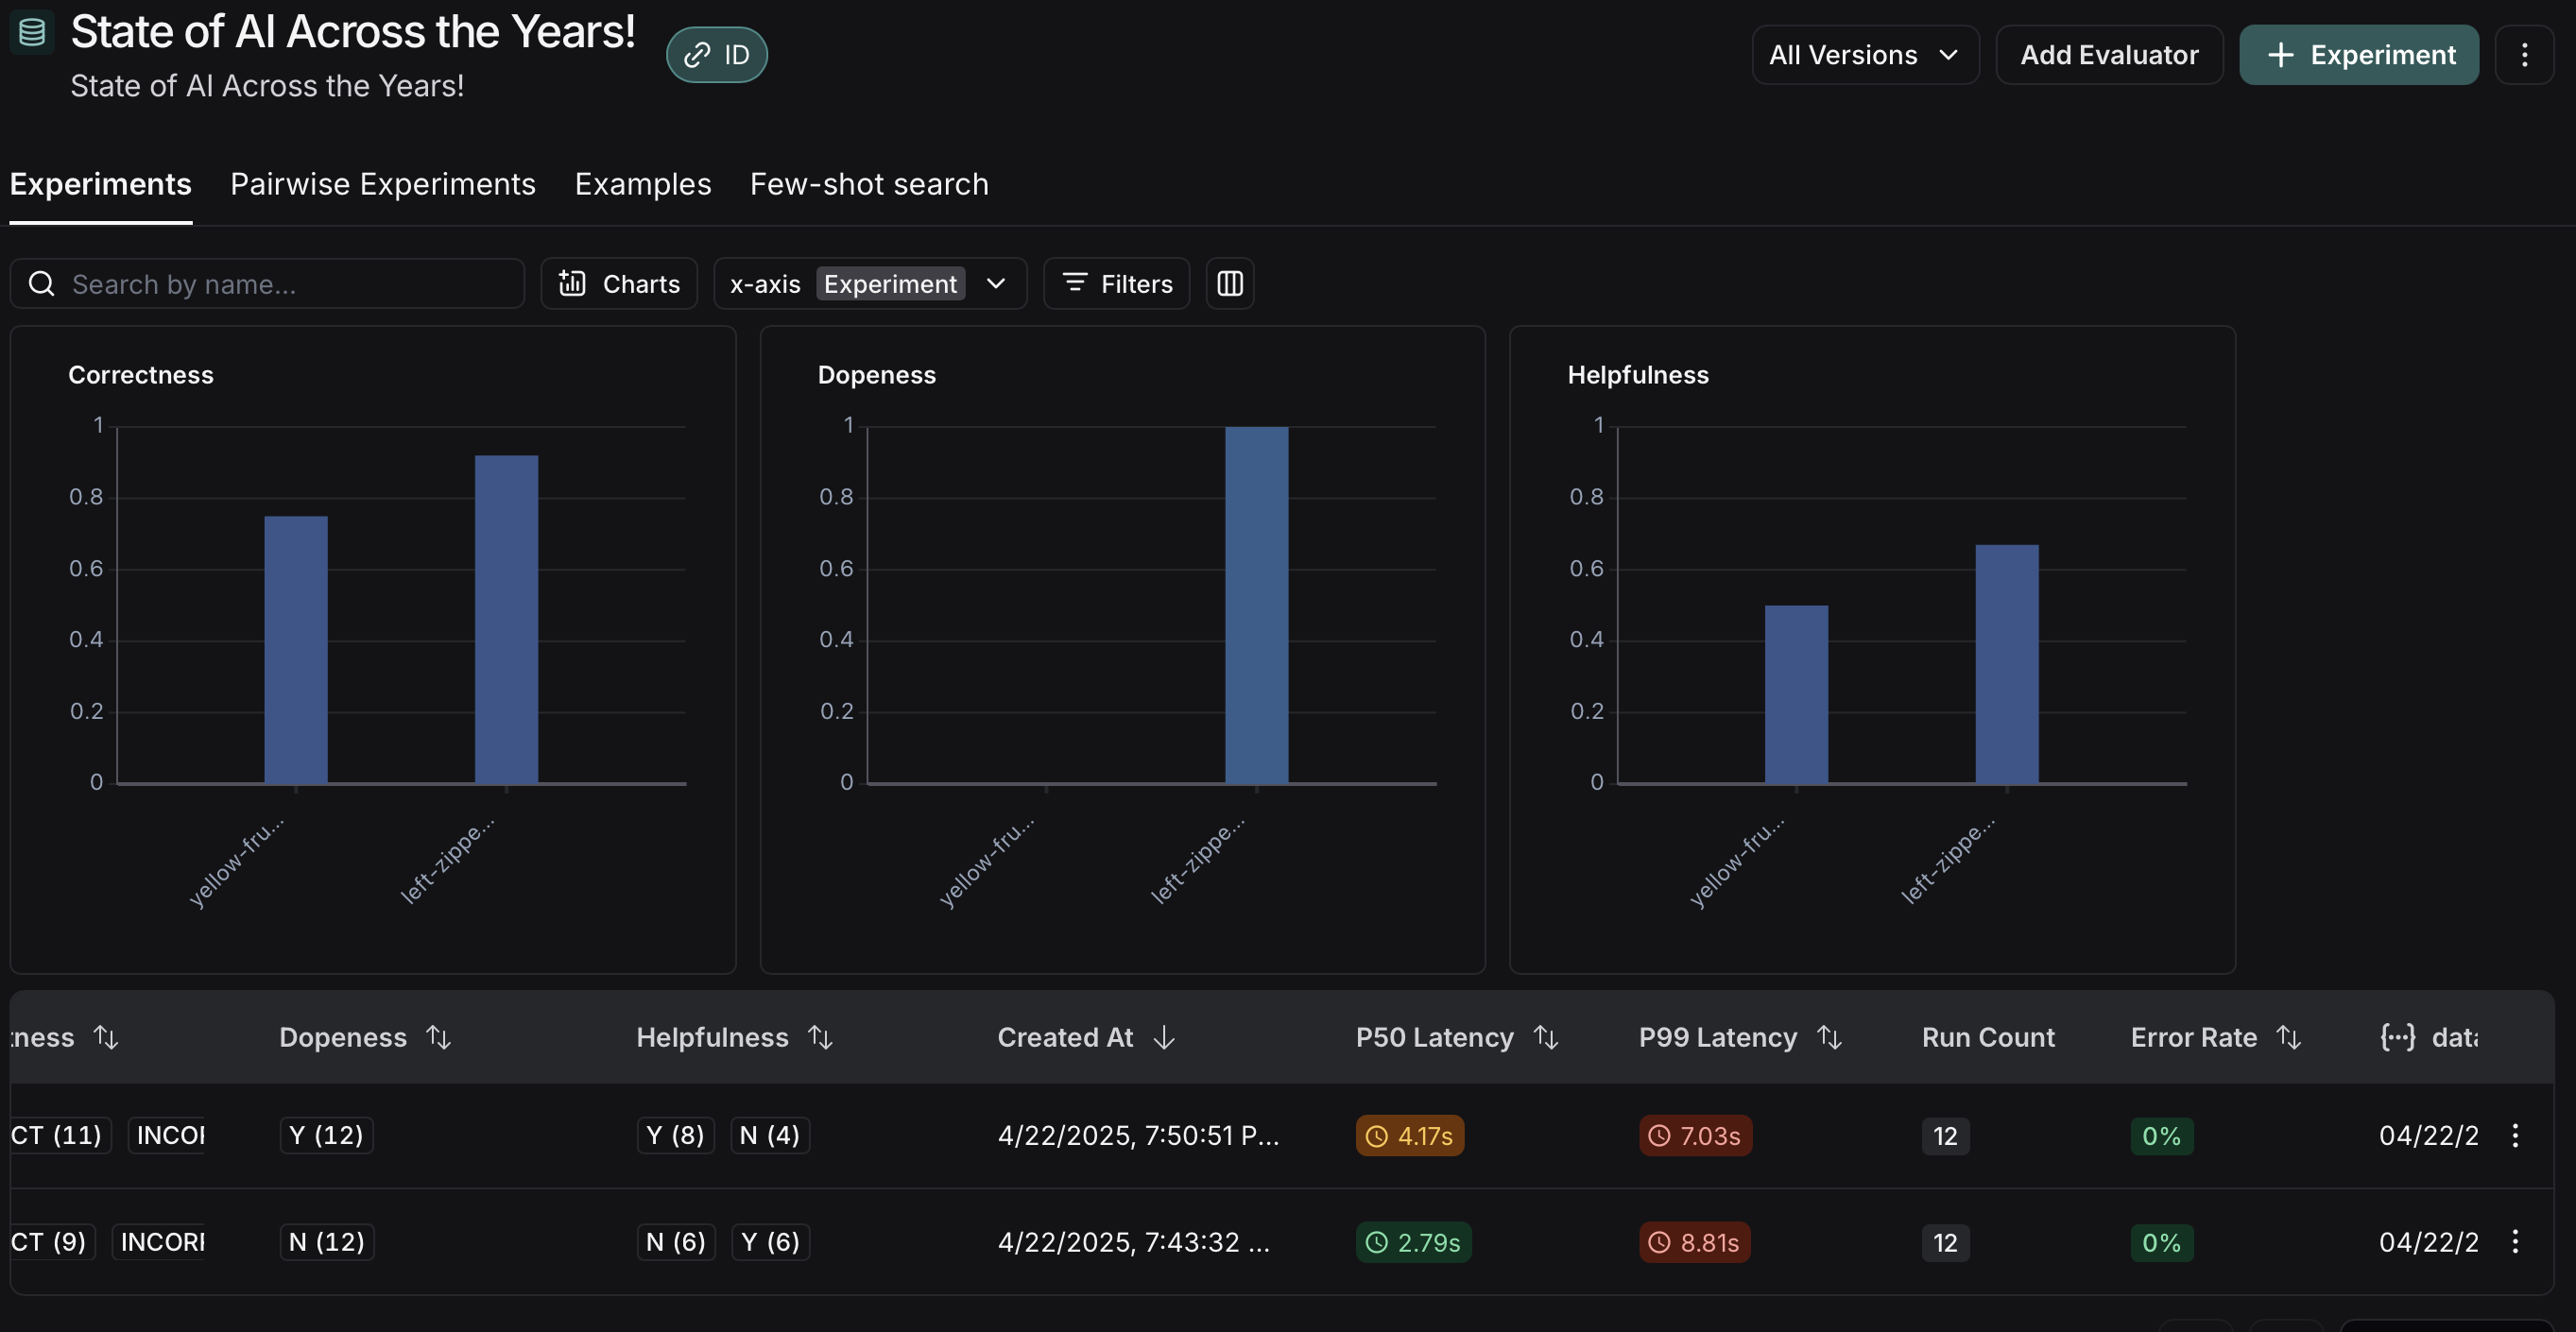 State of AI Across the Years!
ID
State of AI Across the Years!
All Versions
Add Evaluator
+ Experiment
Experiments
Pairwise Experiments
Examples
Few-shot search
Search by name...
Charts
x-axis Experiment
Filters
Correctness
1
0.8
0.6
0.4
0.2
0
yellow-fru...
left-zippe...
Dopeness
1
0.8
0.6
0.4
0.2
0
yellow-fru...
left-zippe...
Helpfulness
1
0.8
0.6
0.4
0.2
0
yellow-fru...
left-zippe...
ness Dopeness Helpfulness Created At P50 Latency P99 Latency Run Count Error Rate {...} data
CT (11) INCOR Y (12) Y (8) N (4) 4/22/2025, 7:50:51 P... 4.17s 7.03s 12 0% 04/22/2
CT (9) INCORR N (12) N (6) Y (6) 4/22/2025, 7:43:32 ... 2.79s 8.81s 12 0% 04/22/2